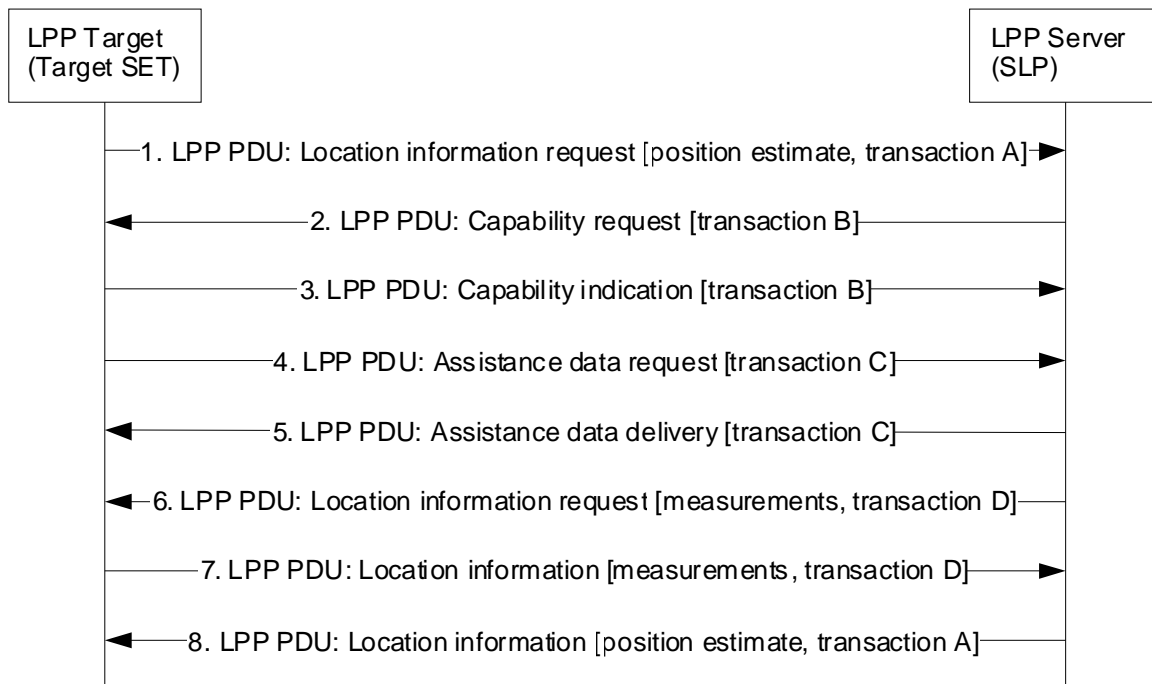 LPP Target
(Target SET)
LPP Server
(SLP)
1. LPP PDU: Location information request [position estimate, transaction A]
2. LPP PDU: Capability request [transaction B]
3. LPP PDU: Capability indication [transaction B]
4. LPP PDU: Assistance data request [transaction C]
5. LPP PDU: Assistance data delivery [transaction C]
6. LPP PDU: Location information request [measurements, transaction D]
7. LPP PDU: Location information [measurements, transaction D]
8. LPP PDU: Location information [position estimate, transaction A]